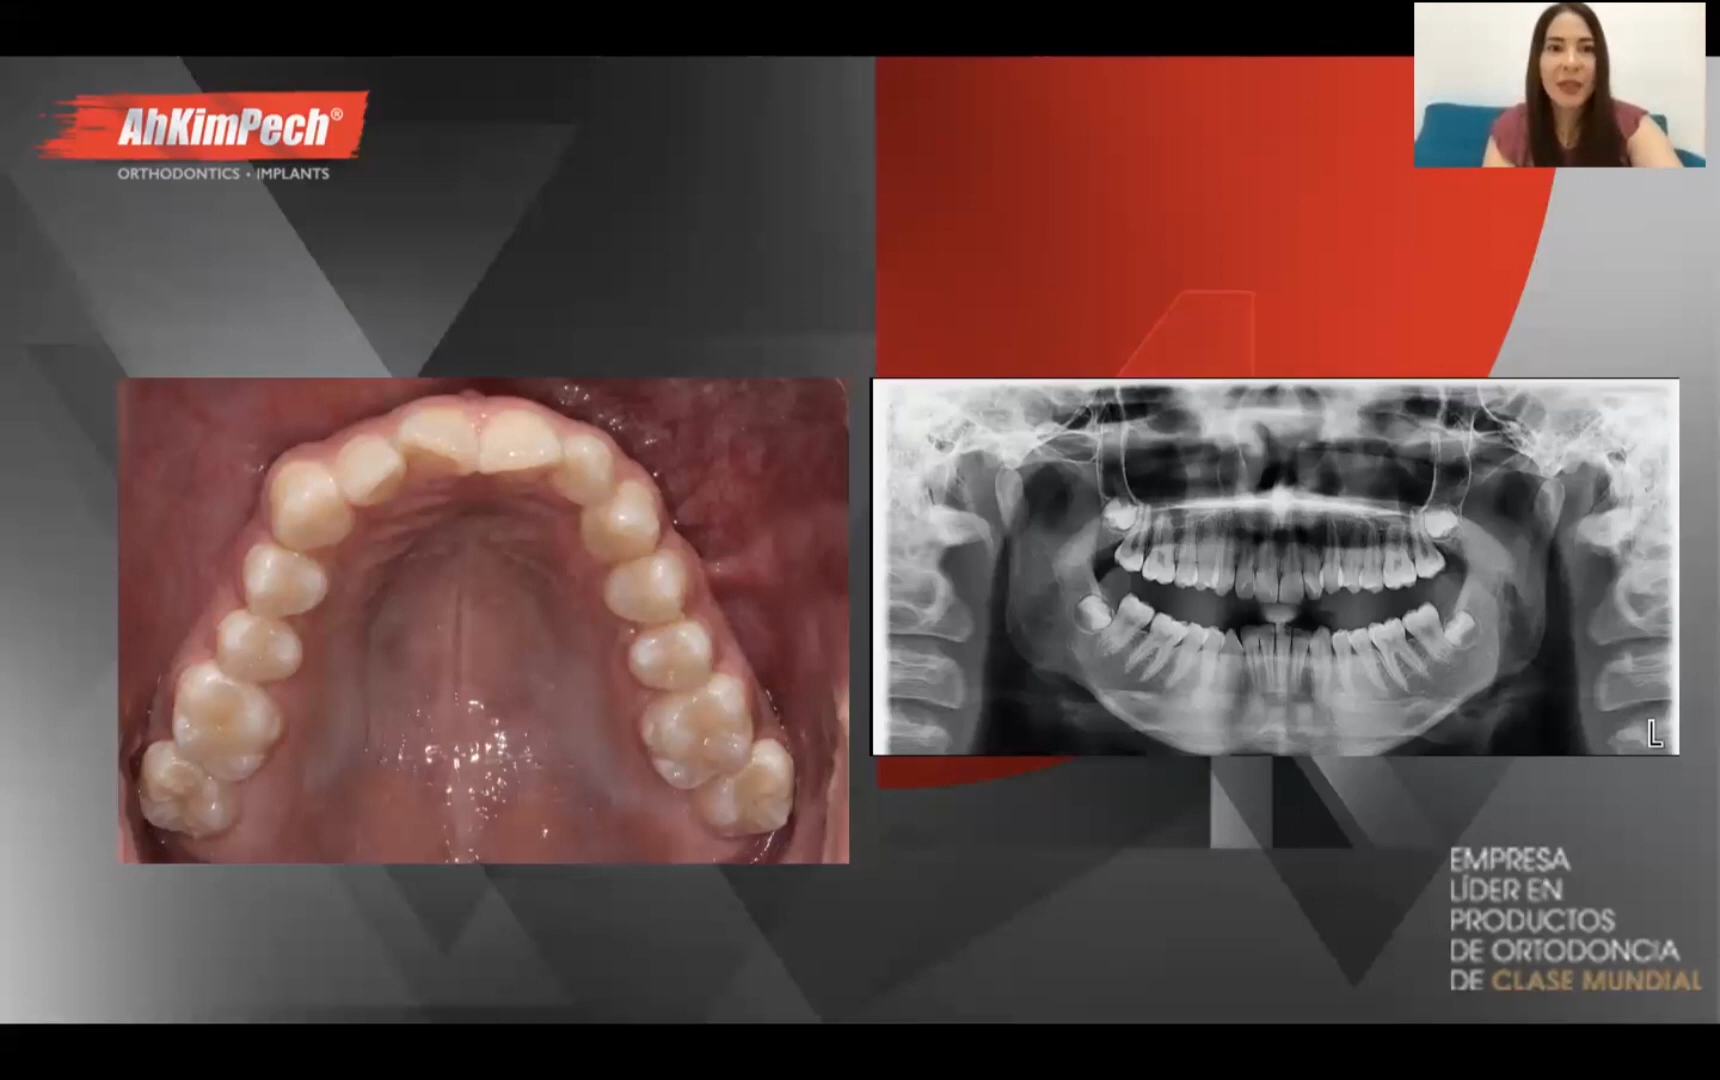 AhKimPech®
ORTHODONTICS • IMPLANTS
L
EMPRESA
LÍDER EN
PRODUCTOS
DE ORTODONCIA
DE CLASE MUNDIAL